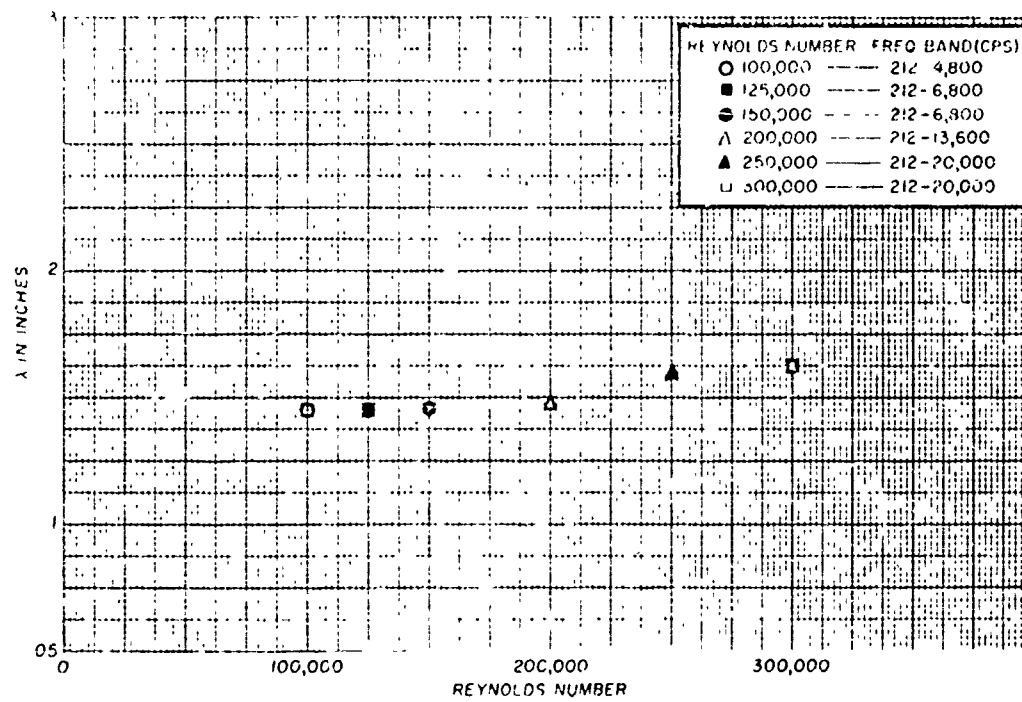 3
REYNOLDS NUMBER FREQ BAND(CPS)
100,000 212-4,800
125,000 212-6,800
150,000 212-6,800
200,000 212-13,600
250,000 212-20,000
300,000 212-20,000
2
λ IN INCHES
1
05
0 100,000 200,000 300,000
REYNOLDS NUMBER